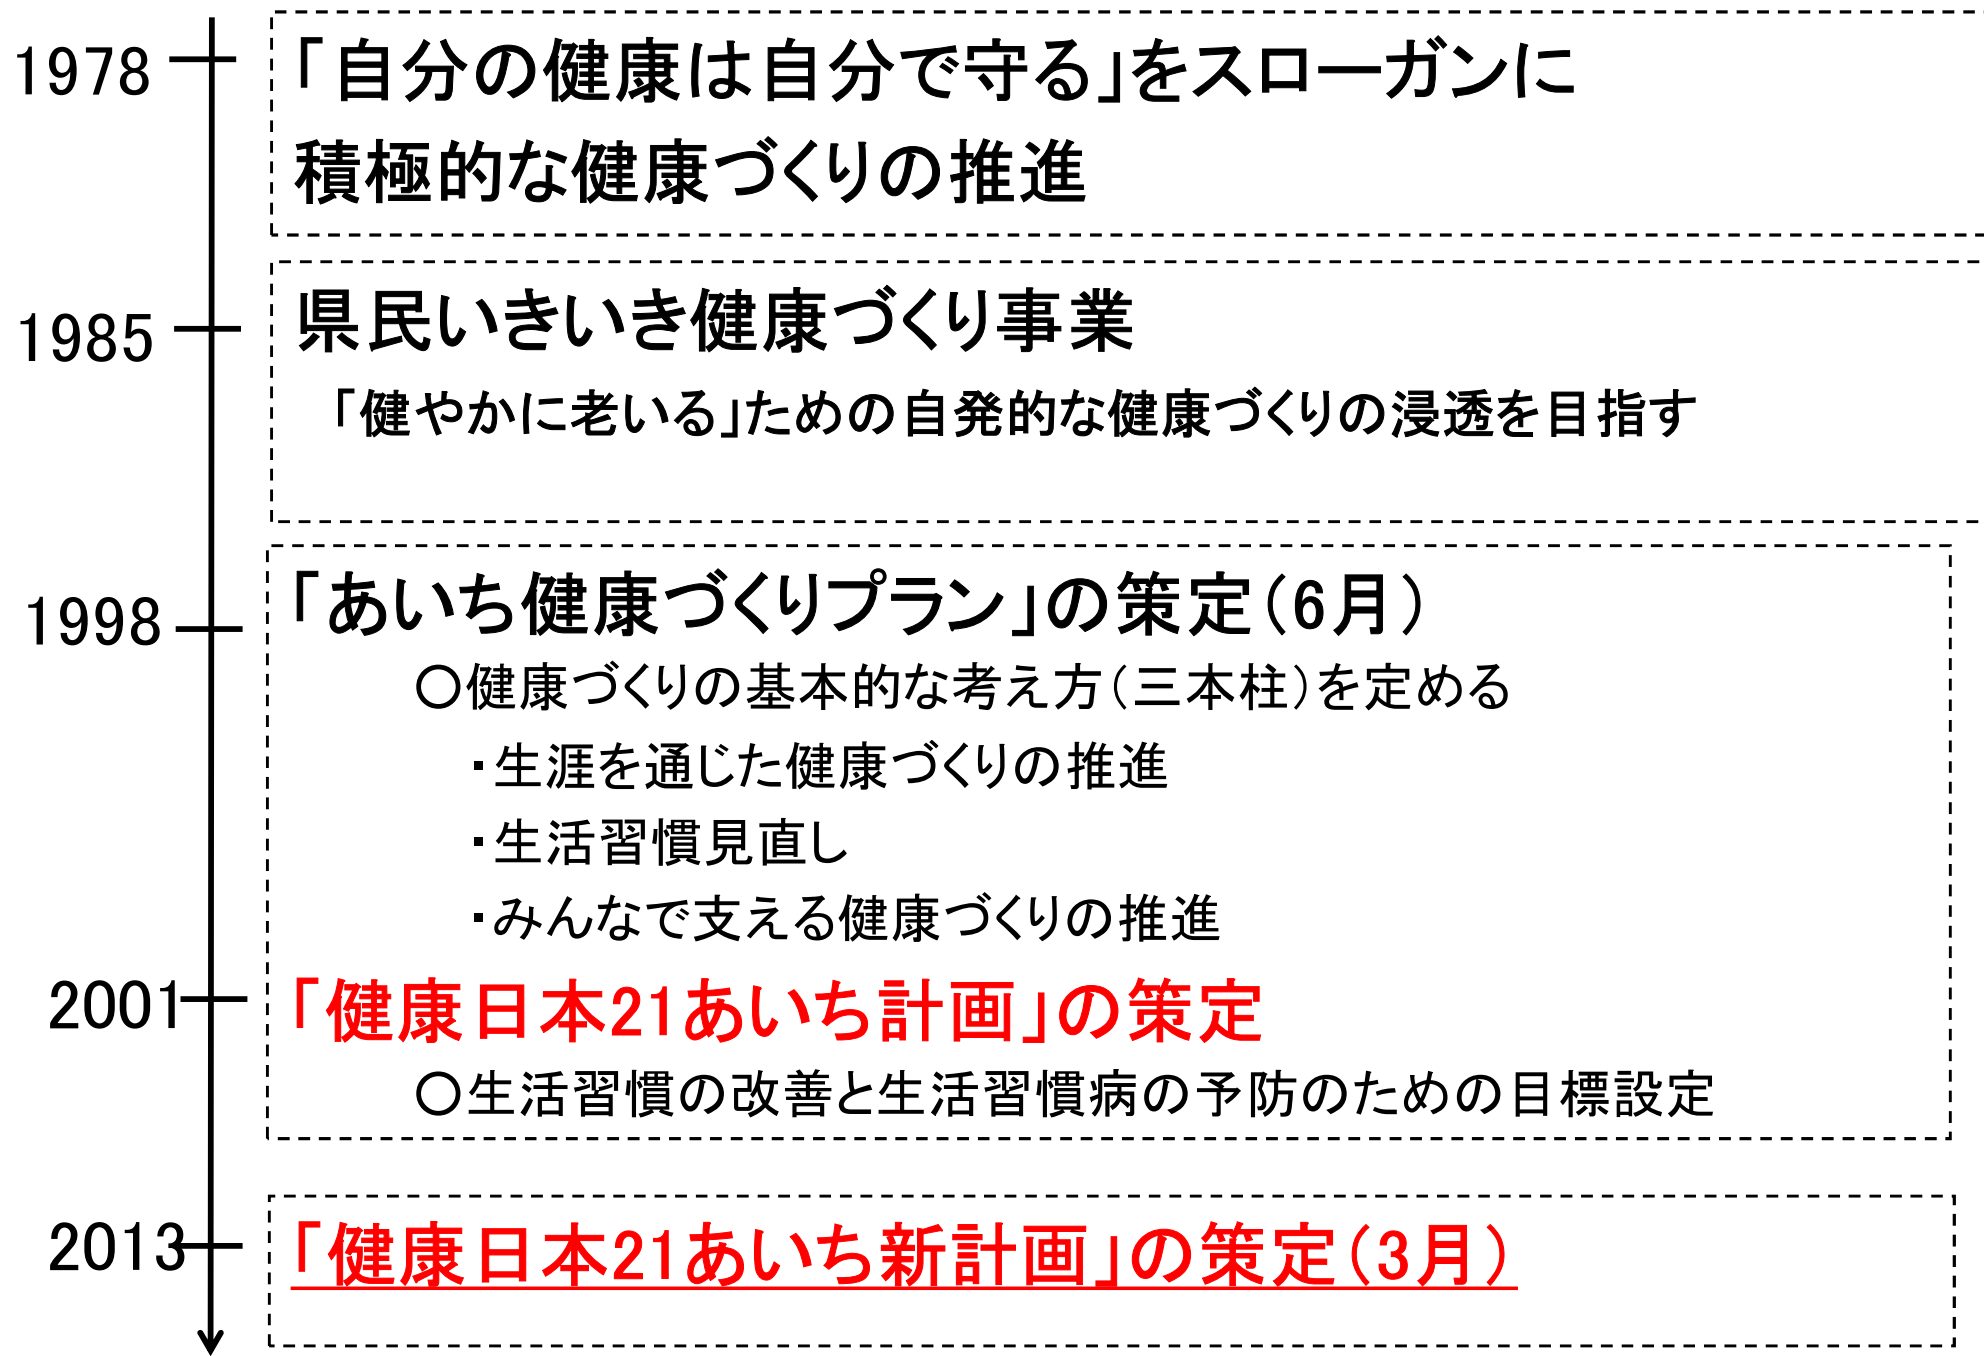 1978
「自分の健康は自分で守る」をスローガンに
積極的な健康づくりの推進
1985
県民いきいき健康づくり事業
「健やかに老いる」ための自発的な健康づくりの浸透を目指す
1998
「あいち健康づくりプラン」の策定(6月)
○健康づくりの基本的な考え方(三本柱)を定める
・生涯を通じた健康づくりの推進
・生活習慣見直し
・みんなで支える健康づくりの推進
2001
「健康日本21あいち計画」の策定
○生活習慣の改善と生活習慣病の予防のための目標設定
2013
「健康日本21あいち新計画」の策定(3月)